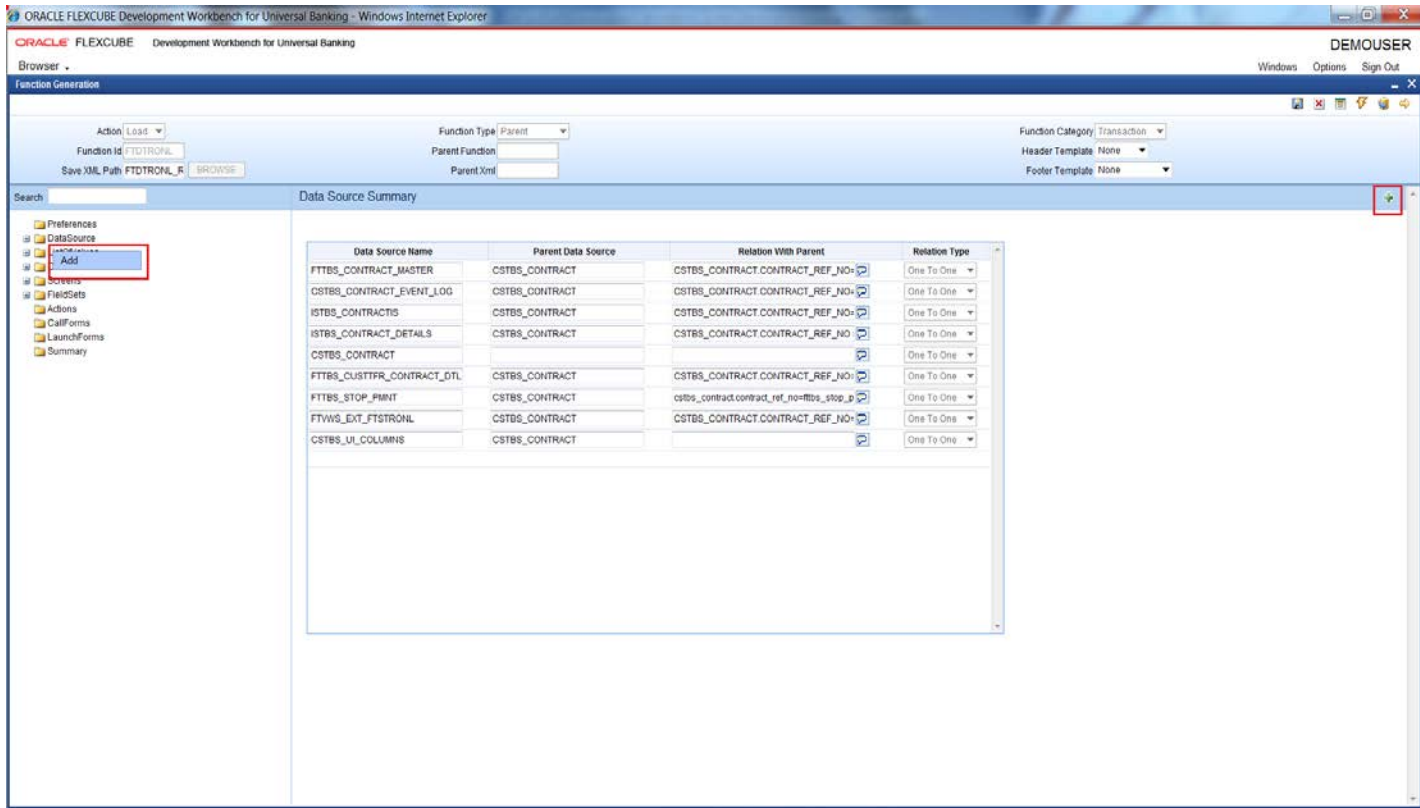 ORACLE FLEXCUBE Development Workbench for Universal Banking - Windows Internet Explorer
ORACLE FLEXCUBE Development Workbench for Universal Banking
DEMOUSER
Browser
Windows Options Sign Out
Function Generation
Action Load Function Type Parent Function Category Transaction
Function Id FTDTRONL Parent Function Header Template None
Save XML Path FTDTRONL_R BROWSE Parent Xml Footer Template None
Search Data Source Summary
Preferences
DataSource
Add
Screens
FieldSets
Actions
CallForms
LaunchForms
Summary
Data Source Name Parent Data Source Relation With Parent Relation Type
FTTBS_CONTRACT_MASTER CSTBS_CONTRACT CSTBS_CONTRACT.CONTRACT_REF_NO= One To One
CSTBS_CONTRACT_EVENT_LOG CSTBS_CONTRACT CSTBS_CONTRACT.CONTRACT_REF_NO= One To One
ISTBS_CONTRACTIS CSTBS_CONTRACT CSTBS_CONTRACT.CONTRACT_REF_NO= One To One
ISTBS_CONTRACT_DETAILS CSTBS_CONTRACT CSTBS_CONTRACT.CONTRACT_REF_NO One To One
CSTBS_CONTRACT One To One
FTTBS_CUSTTFR_CONTRACT_DTL CSTBS_CONTRACT CSTBS_CONTRACT.CONTRACT_REF_NO= One To One
FTTBS_STOP_PMNT CSTBS_CONTRACT cstbs_contract.contract_ref_no=fttbs_stop_p One To One
FTVWS_EXT_FTSTRONL CSTBS_CONTRACT CSTBS_CONTRACT.CONTRACT_REF_NO= One To One
CSTBS_UI_COLUMNS CSTBS_CONTRACT One To One